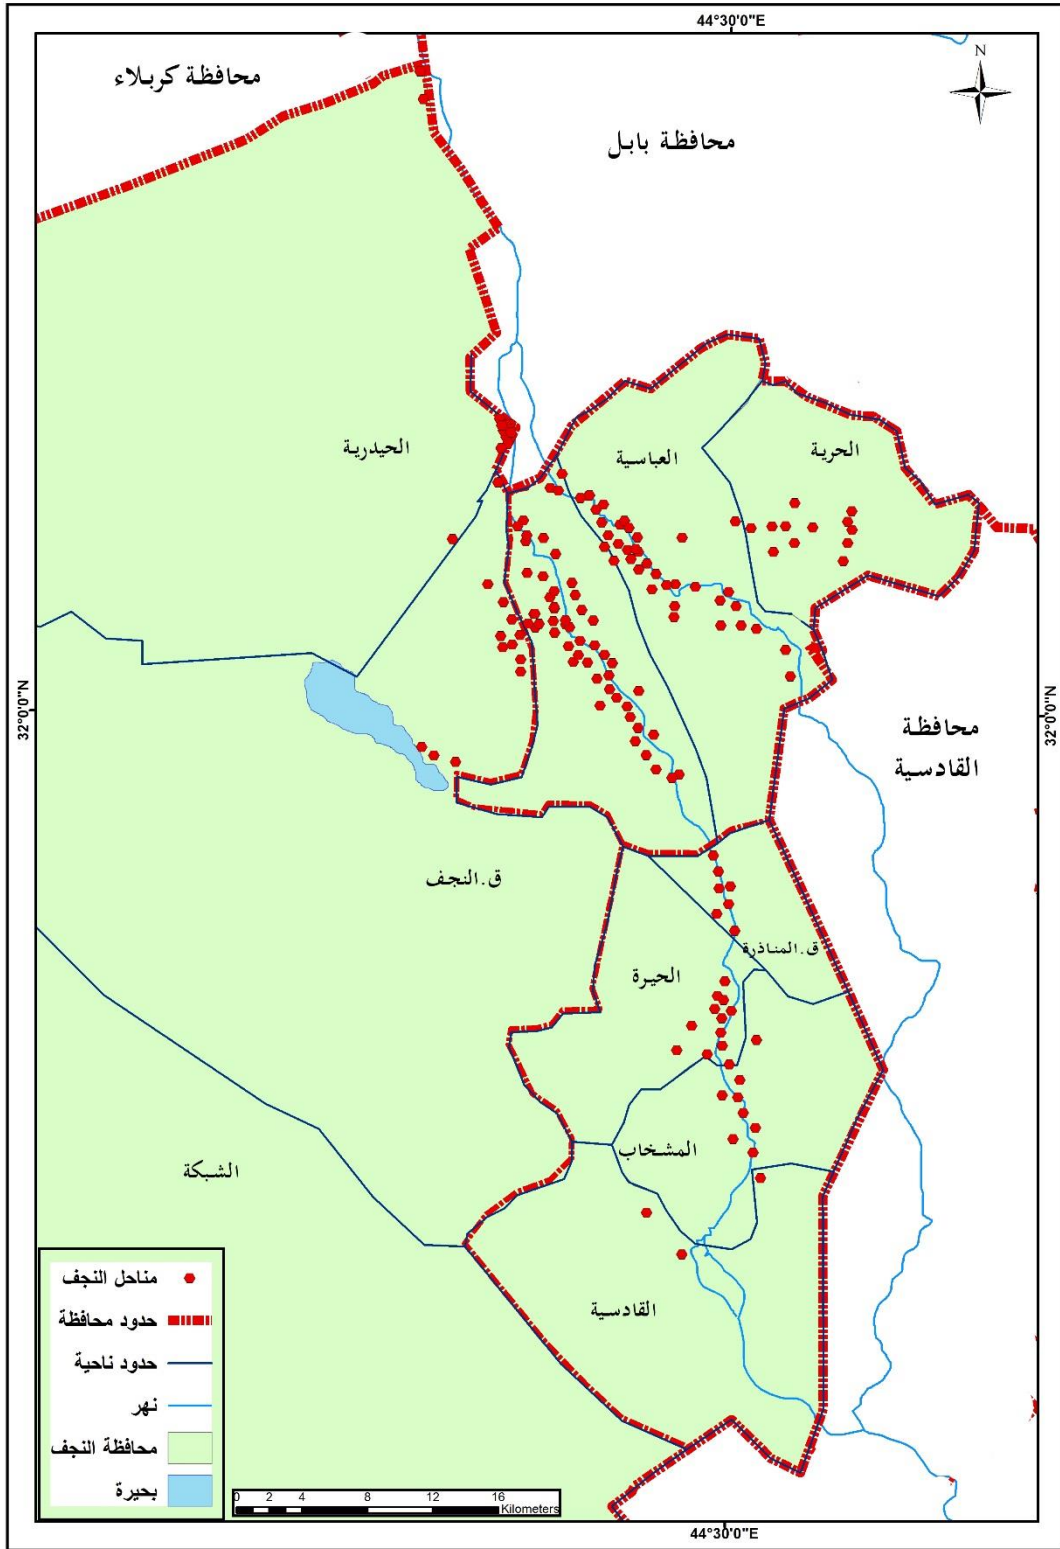 44°30'0"E
محافظة كربلاء
N
محافظة بابل
الحيدرية
العباسية
الحرية
32°0'0"N
32°0'0"N
محافظة
القادسية
ق.النجف
ق.المناذرة
الحيرة
المشخاب
الشبكة
القادسية
مناحل النجف
حدود محافظة
حدود ناحية
نهر
محافظة النجف
بحيرة
0 2 4 8 12 16
Kilometers
44°30'0"E